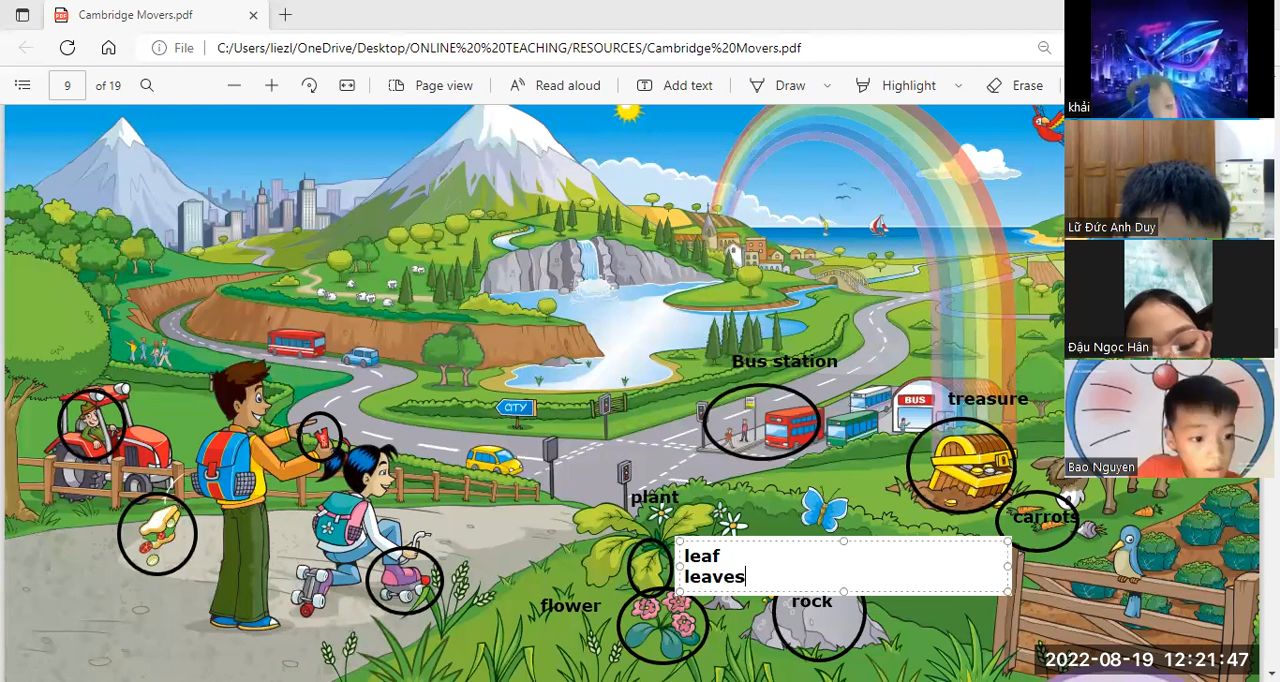 Cambridge Movers.pdf
File
C:/Users/liezl/OneDrive/Desktop/ONLINE%20%20TEACHING/RESOURCES/Cambridge%20Movers.pdf
9 of 19
Page view
Read aloud
Add text
Draw
Highlight
Erase
khải
Lữ Đức Anh Duy
Đậu Ngọc Hân
Bao Nguyen
Bus station
BUS
treasure
CITY
plant
carrots
leaf
leaves
flower
rock
2022-08-19 12:21:47